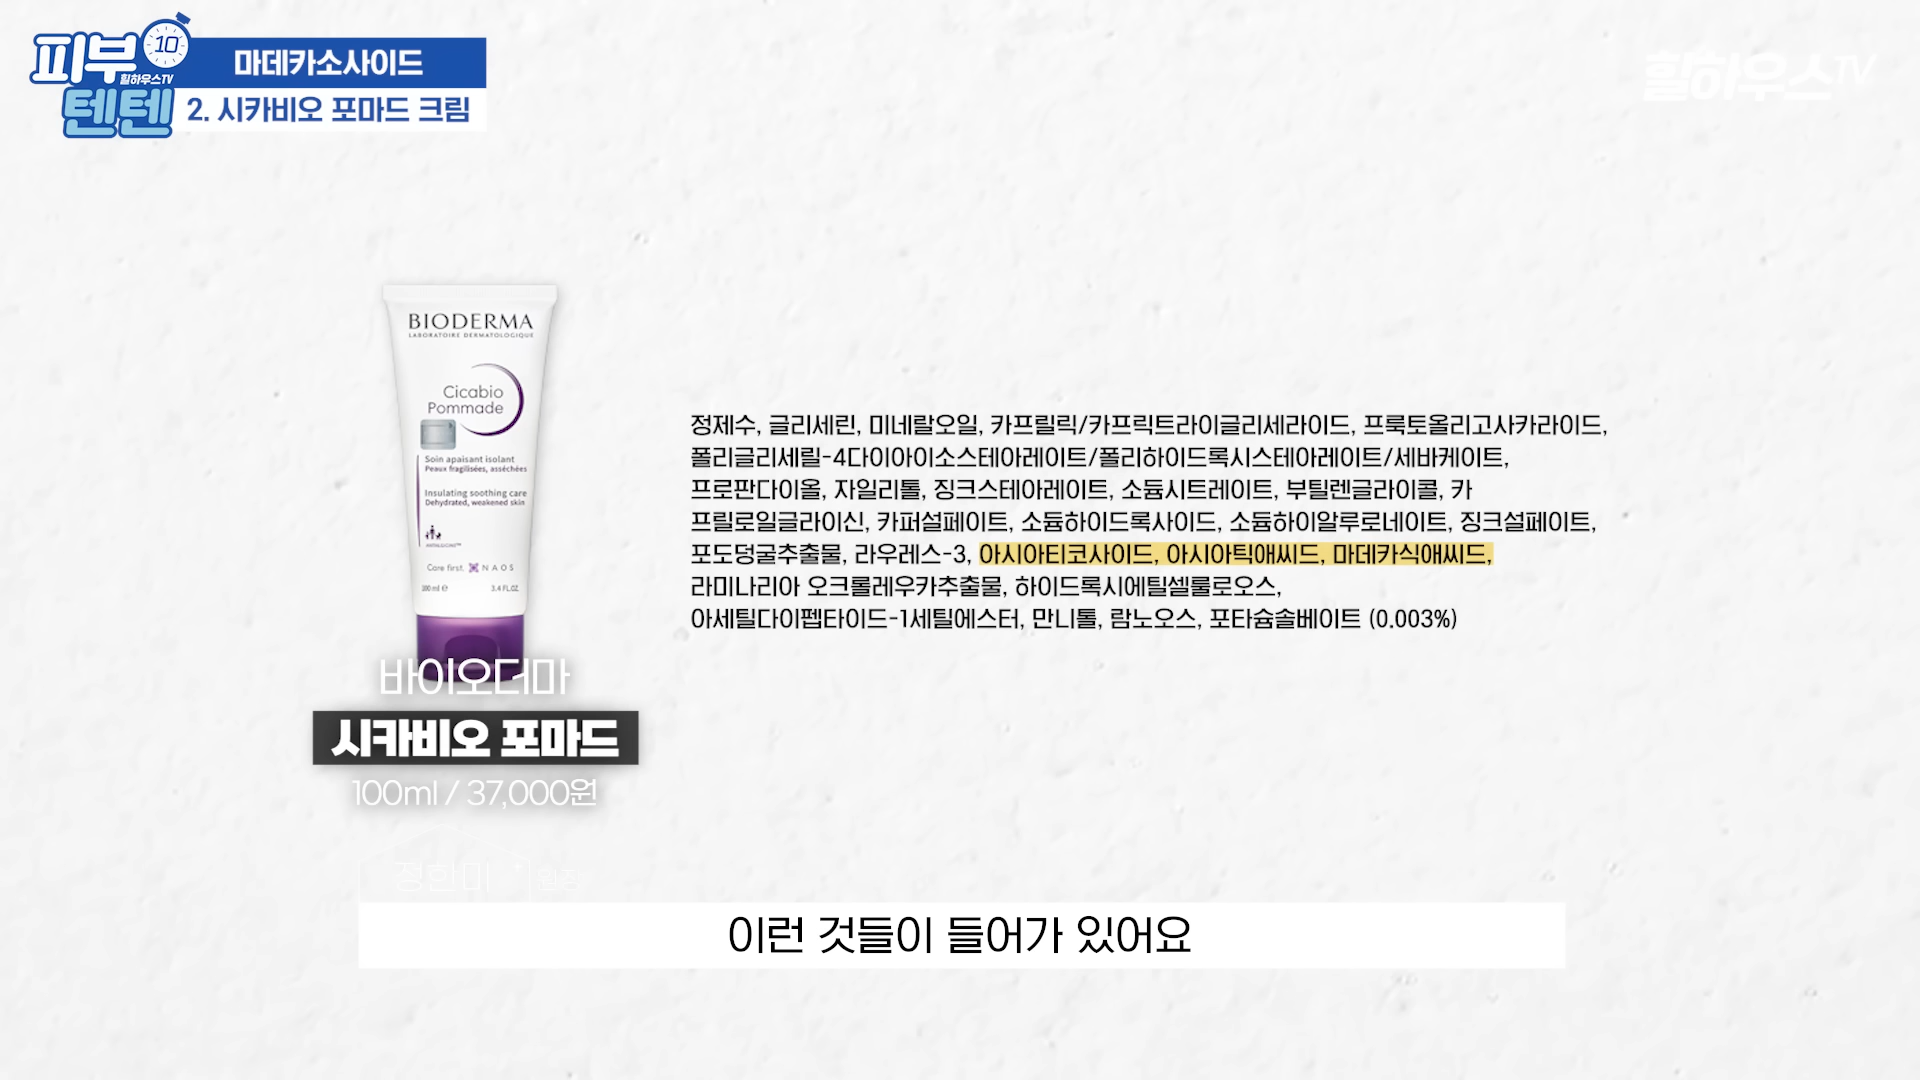 피부
10
힐하우스TV
텐텐
마데카소사이드
2. 시카비오 포마드 크림
힐하우스TV
BIODERMA
LABORATOIRE DERMATOLOGIQUE
Cicabio
Pommade
Soin apaisant isolant
Peaux fragilisées, asséchées
Insulating soothing care
Dehydrated, weakened skin
Care first. NAOS
100 ml e 3.4 FL.OZ.
정제수, 글리세린, 미네랄오일, 카프릴릭/카프릭트라이글리세라이드, 프룩토올리고사카라이드,
폴리글리세릴-4다이아이소스테아레이트/폴리하이드록시스테아레이트/세바케이트,
프로판다이올, 자일리톨, 징크스테아레이트, 소듐시트레이트, 부틸렌글라이콜, 카
프릴로일글라이신, 카퍼설페이트, 소듐하이드록사이드, 소듐하이알루로네이트, 징크설페이트,
포도덩굴추출물, 라우레스-3, 아시아티코사이드, 아시아틱애씨드, 마데카식애씨드,
라미나리아 오크롤레우카추출물, 하이드록시에틸셀룰로오스,
아세틸다이펩타이드-1세틸에스터, 만니톨, 람노오스, 포타슘솔베이트 (0.003%)
바이오더마
시카비오 포마드
100ml / 37,000원
이런 것들이 들어가 있어요